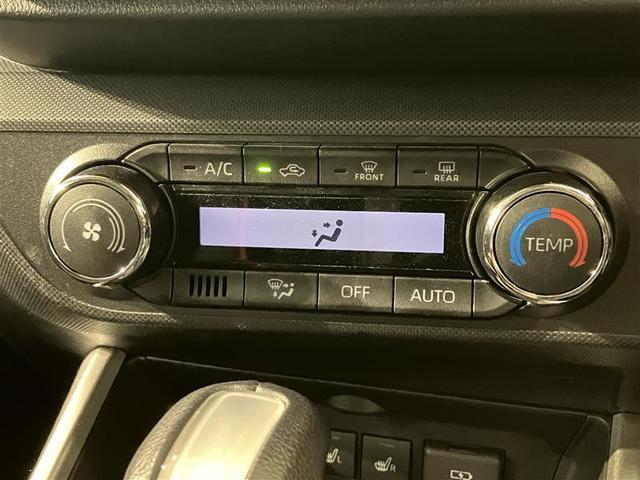 A/C
FRONT
REAR
TEMP
OFF
AUTO
L
R